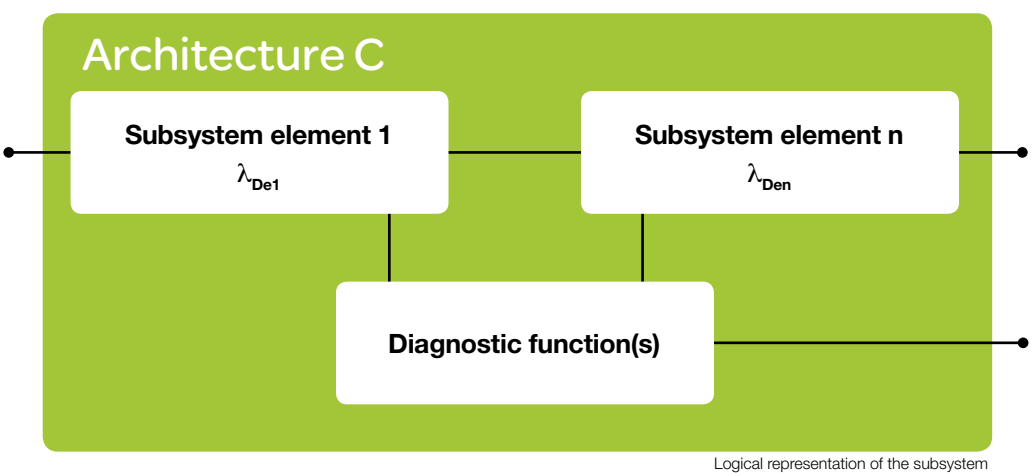 Architecture C
Subsystem element 1
λDe1
Subsystem element n
λDen
Diagnostic function(s)
Logical representation of the subsystem